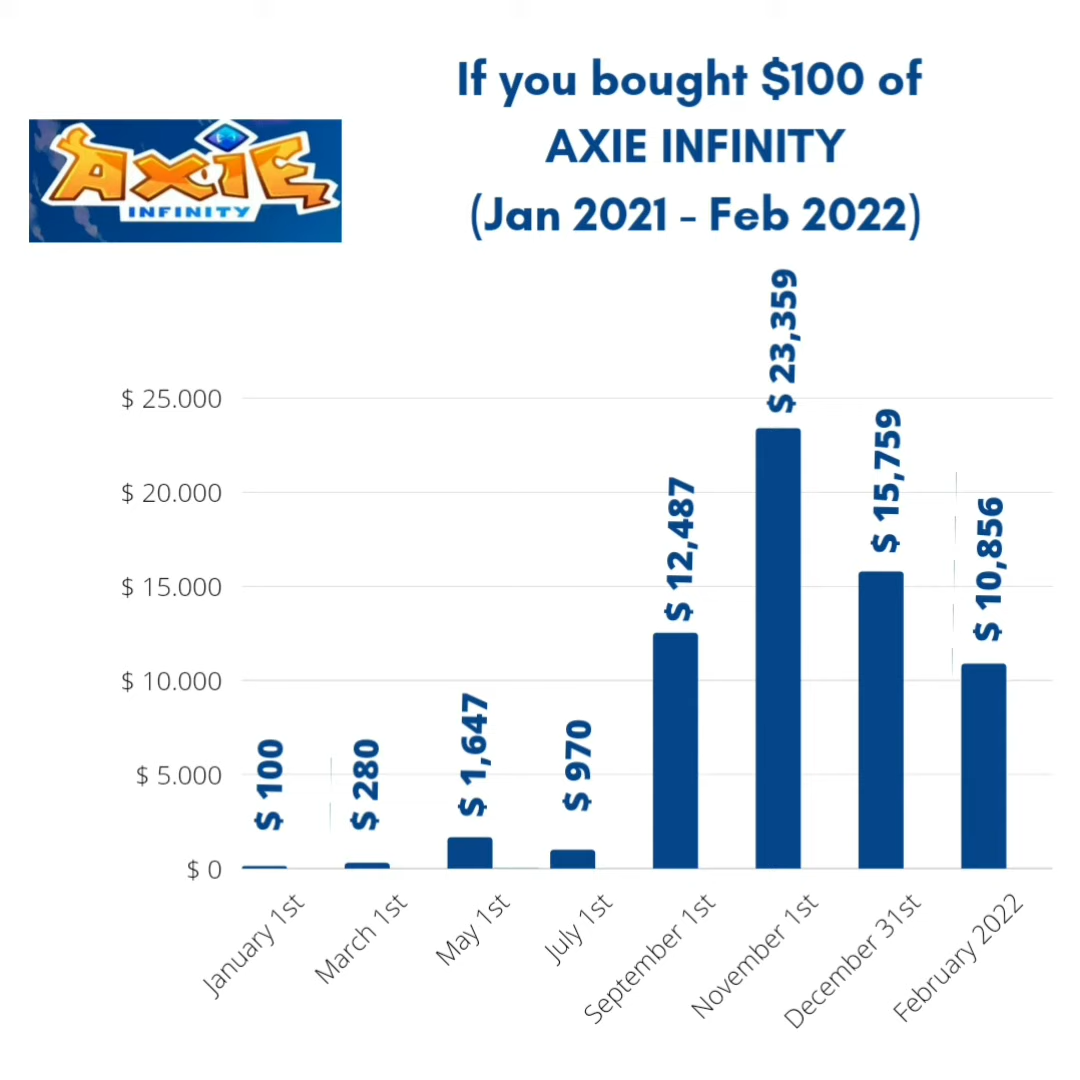 If you bought $100 of
AXIE INFINITY
(Jan 2021 - Feb 2022)
AXIE
INFINITY
$ 25.000
$ 20.000
$ 15.000
$ 10.000
$ 5.000
$ 0
$ 100
$ 280
$ 1,647
$ 970
$ 12,487
$ 23,359
$ 15,759
$ 10,856
January 1st
March 1st
May 1st
July 1st
September 1st
November 1st
December 31st
February 2022